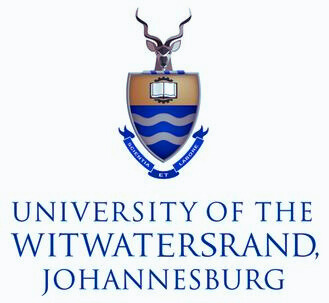 SCIENTIA ET LABORE
UNIVERSITY OF THE
WITWATERSRAND,
JOHANNESBURG